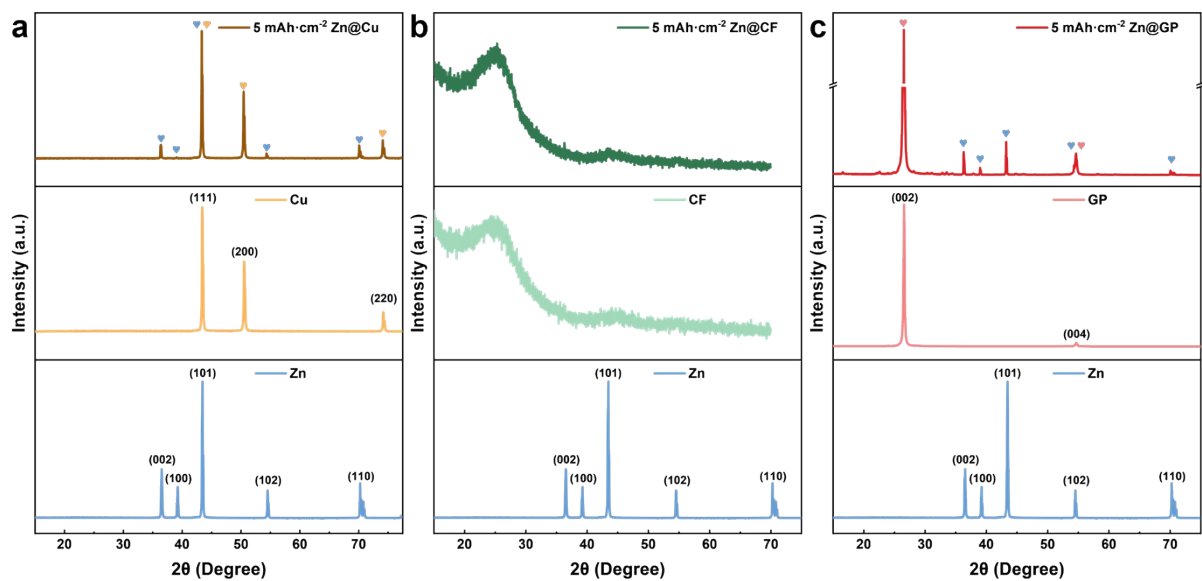 a
5 mAh·cm⁻² Zn@Cu
Cu
(111)
(200)
(220)
Zn
(101)
(002)
(100)
(102)
(110)
Intensity (a.u.)
20 30 40 50 60 70
2θ (Degree)
b
5 mAh·cm⁻² Zn@CF
CF
Zn
(101)
(002)
(100)
(102)
(110)
Intensity (a.u.)
20 30 40 50 60 70
2θ (Degree)
c
5 mAh·cm⁻² Zn@GP
GP
(002)
(004)
Zn
(101)
(002)
(100)
(102)
(110)
Intensity (a.u.)
20 30 40 50 60 70
2θ (Degree)